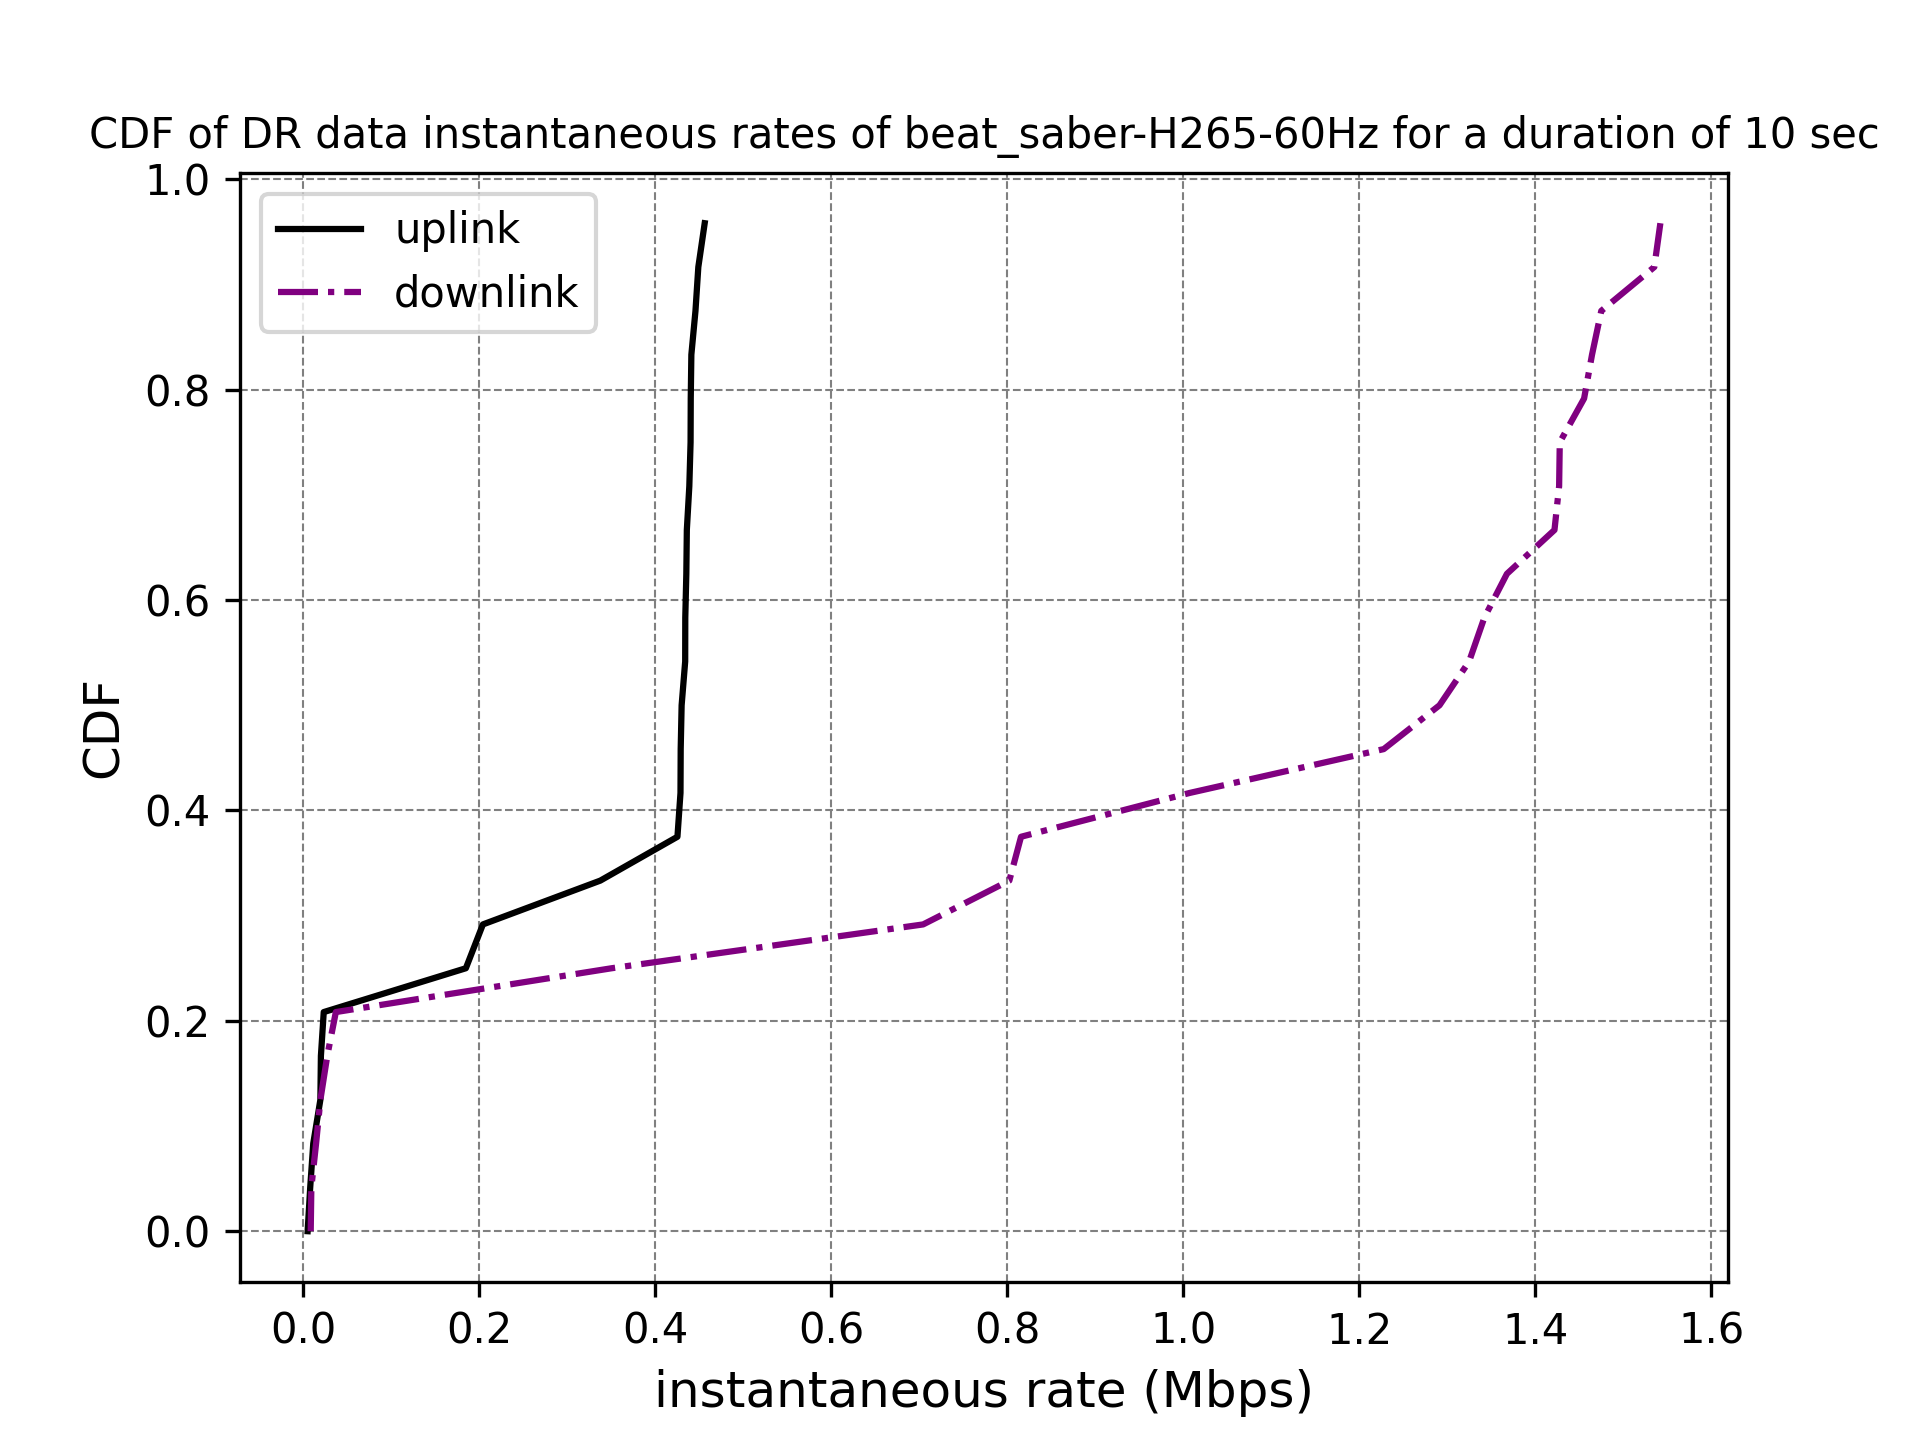 CDF of DR data instantaneous rates of beat_saber-H265-60Hz for a duration of 10 sec
1.0
uplink
downlink
0.8
0.6
CDF
0.4
0.2
0.0
0.0 0.2 0.4 0.6 0.8 1.0 1.2 1.4 1.6
instantaneous rate (Mbps)